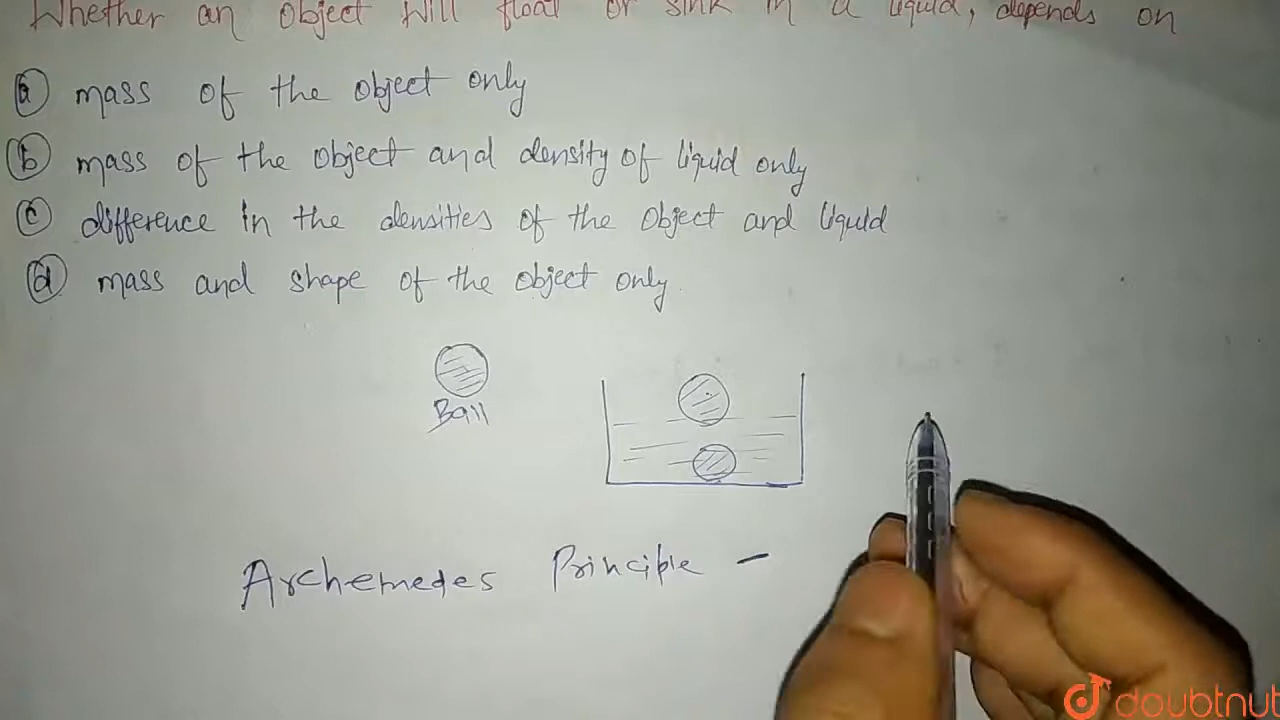 Whether an object will float or sink in a liquid, depends on
(a) mass of the object only
(b) mass of the object and density of liquid only
(c) difference in the densities of the object and liquid
(d) mass and shape of the object only.
Ball
Archemedes Principle -
doubtnut